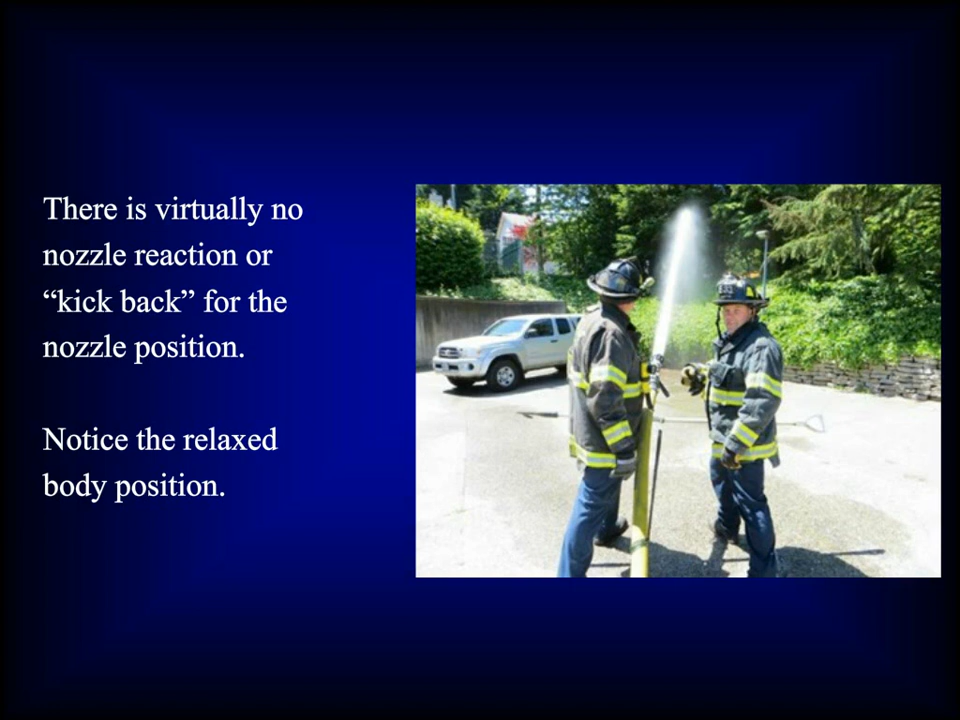 There is virtually no
nozzle reaction or
“kick back” for the
nozzle position.
Notice the relaxed
body position.